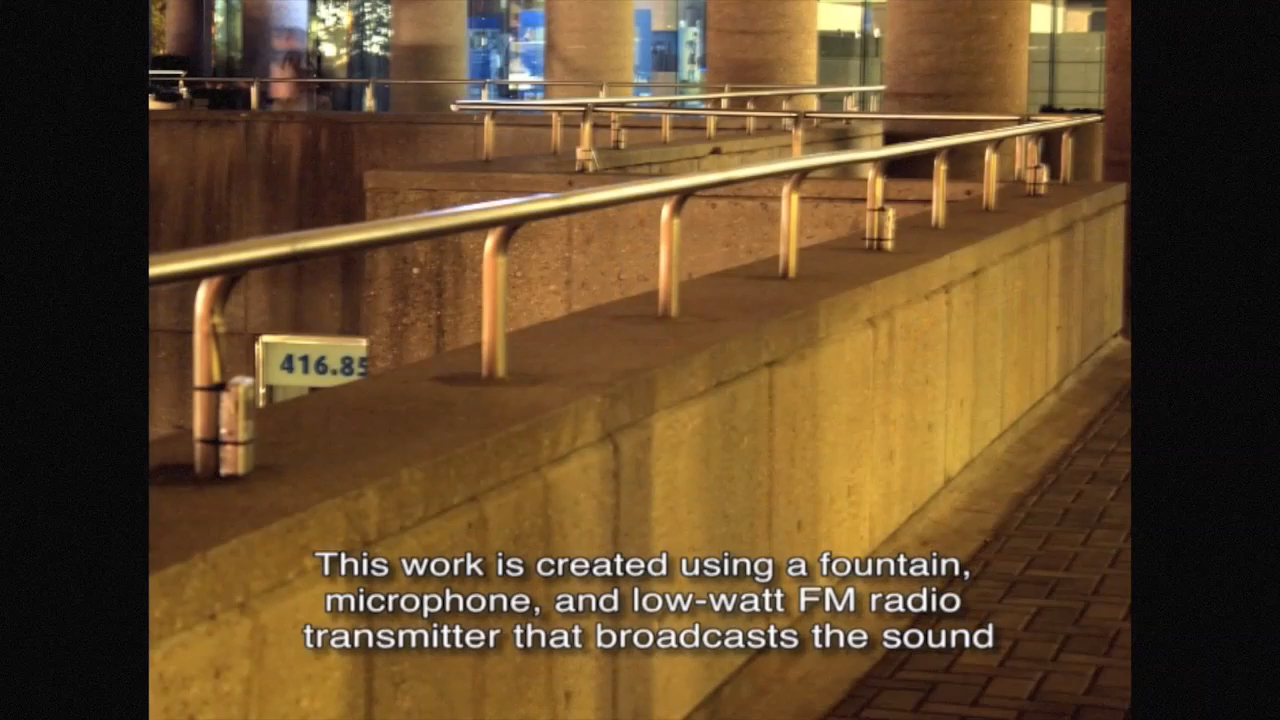 416.85
This work is created using a fountain,
microphone, and low-watt FM radio
transmitter that broadcasts the sound